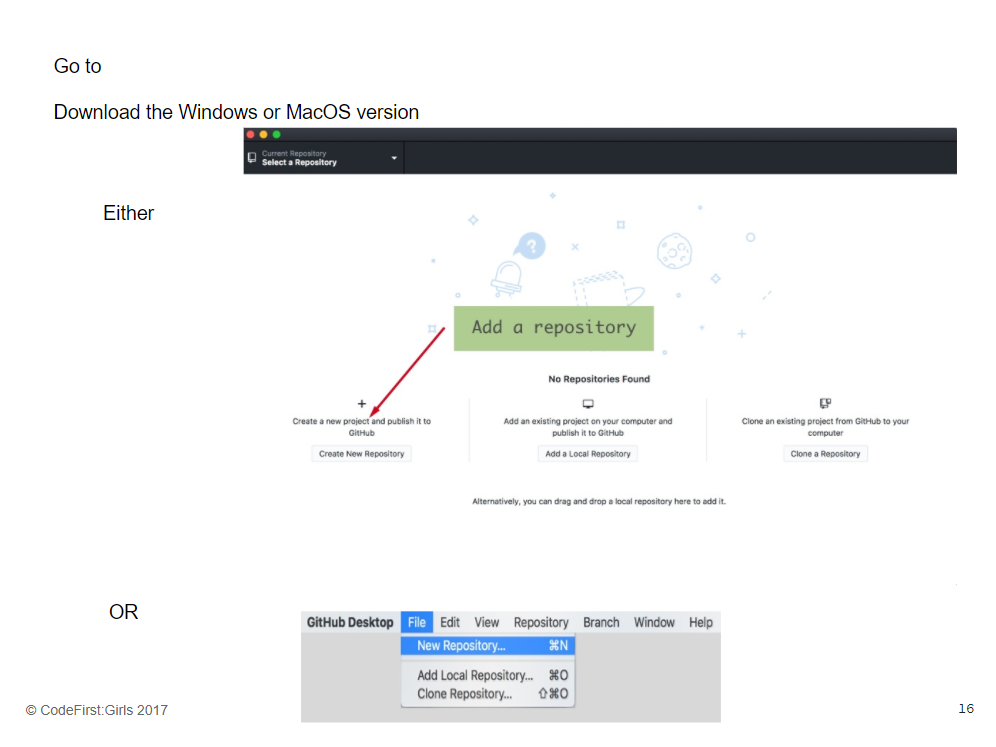 Go to
Download the Windows or MacOS version
Current Repository
Select a Repository
Either
?
Add a repository
No Repositories Found
Create a new project and publish it to
GitHub
Create New Repository
Add an existing project on your computer and
publish it to GitHub
Add a Local Repository
Clone an existing project from GitHub to your
computer
Clone a Repository
Alternatively, you can drag and drop a local repository here to add it.
OR
GitHub Desktop File Edit View Repository Branch Window Help
New Repository... ⌘N
Add Local Repository... ⌘O
Clone Repository... ⇧⌘O
© CodeFirst:Girls 2017
16